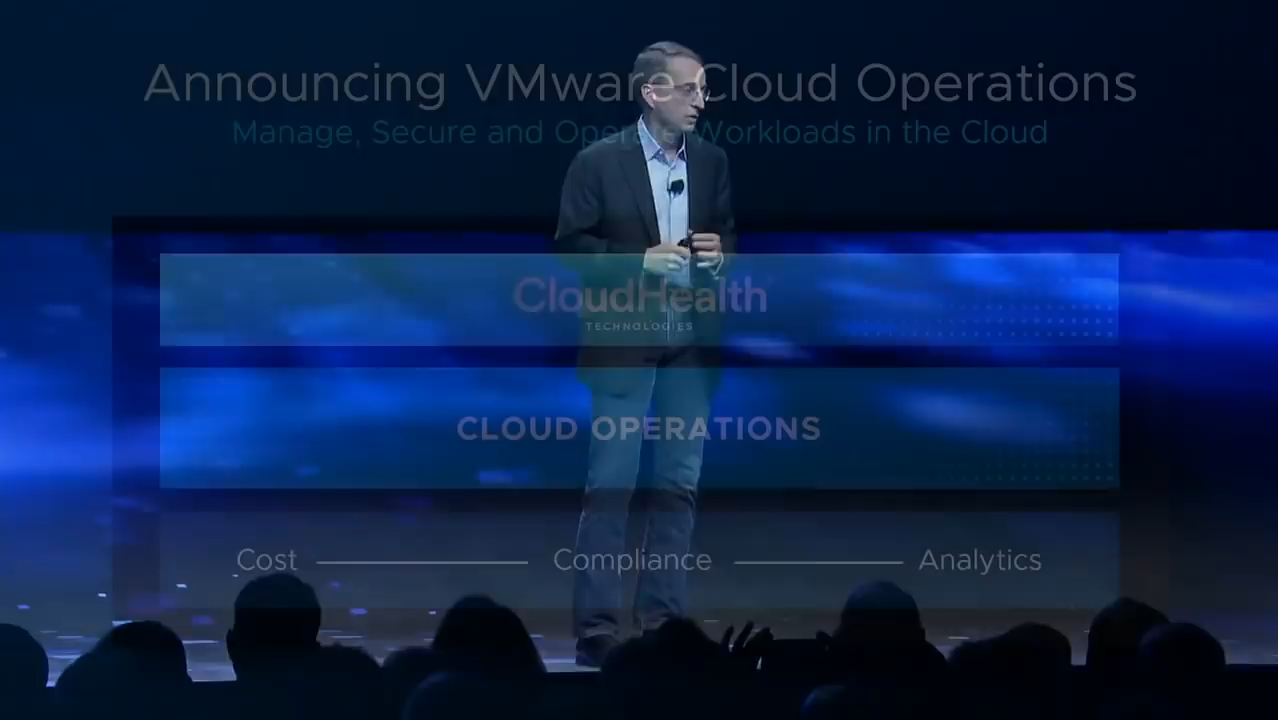 Announcing VMware Cloud Operations
Manage, Secure and Operate Workloads in the Cloud
CloudHealth
TECHNOLOGIES
CLOUD OPERATIONS
Cost Compliance Analytics